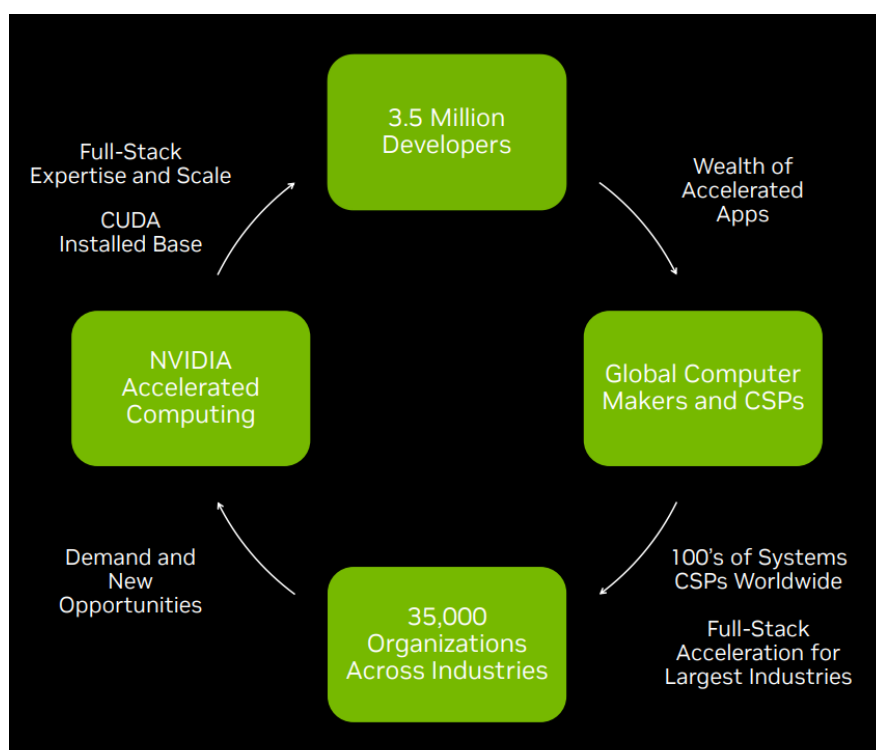 3.5 Million
Developers
Full-Stack
Expertise and Scale
CUDA
Installed Base
Wealth of
Accelerated
Apps
NVIDIA
Accelerated
Computing
Global Computer
Makers and CSPs
Demand and
New
Opportunities
35,000
Organizations
Across Industries
100's of Systems
CSPs Worldwide
Full-Stack
Acceleration for
Largest Industries